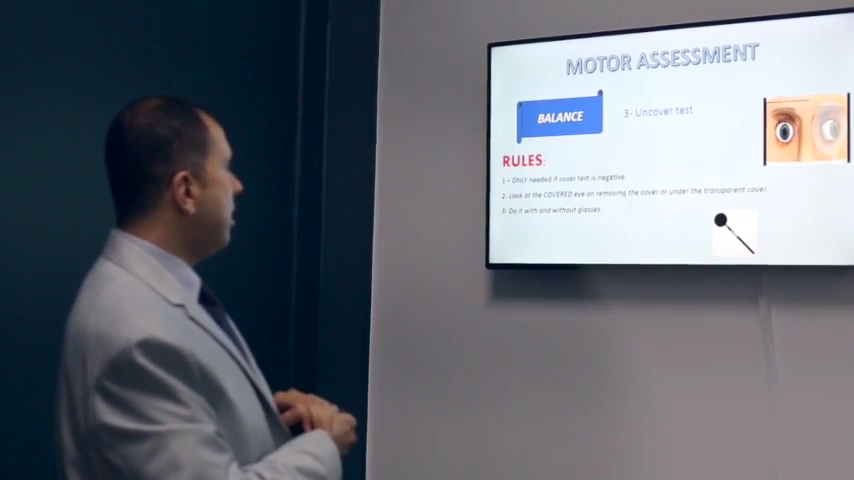 MOTOR ASSESSMENT
BALANCE
3- Uncover test
RULES:
1 – ONLY needed if cover test is negative.
2- Look at the COVERED eye on removing the cover or under the transparent cover.
3- Do it with and without glasses.